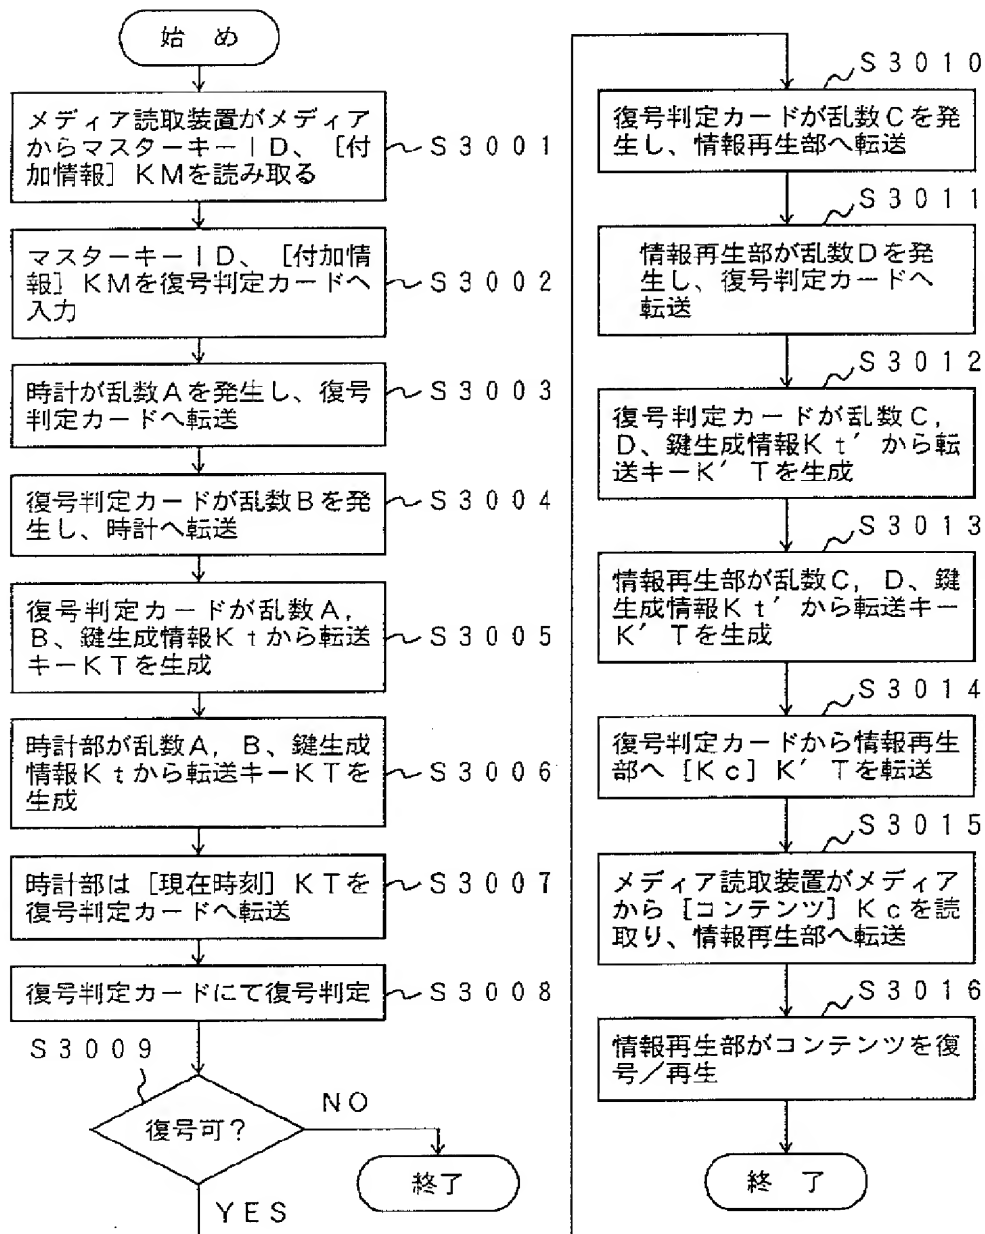 始 め
メディア読取装置がメディア
からマスターキーID、[付
加情報] KMを読み取る
S3001
マスターキーID、[付加情
報] KMを復号判定カードへ
入力
S3002
時計が乱数Aを発生し、復号
判定カードへ転送
S3003
復号判定カードが乱数Bを発
生し、時計へ転送
S3004
復号判定カードが乱数A,
B、鍵生成情報Ktから転送
キーKTを生成
S3005
時計部が乱数A, B、鍵生成
情報Ktから転送キーKTを
生成
S3006
時計部は [現在時刻] KTを
復号判定カードへ転送
S3007
復号判定カードにて復号判定
S3008
S3009
復号可?
NO
終了
YES
S3010
復号判定カードが乱数Cを発
生し、情報再生部へ転送
S3011
情報再生部が乱数Dを発
生し、復号判定カードへ
転送
S3012
復号判定カードが乱数C,
D、鍵生成情報Kt′から転
送キーK′Tを生成
S3013
情報再生部が乱数C, D、鍵
生成情報Kt′から転送キー
K′Tを生成
S3014
復号判定カードから情報再生
部へ [Kc] K′Tを転送
S3015
メディア読取装置がメディア
から [コンテンツ] Kcを読
取り、情報再生部へ転送
S3016
情報再生部がコンテンツを復
号/再生
終 了